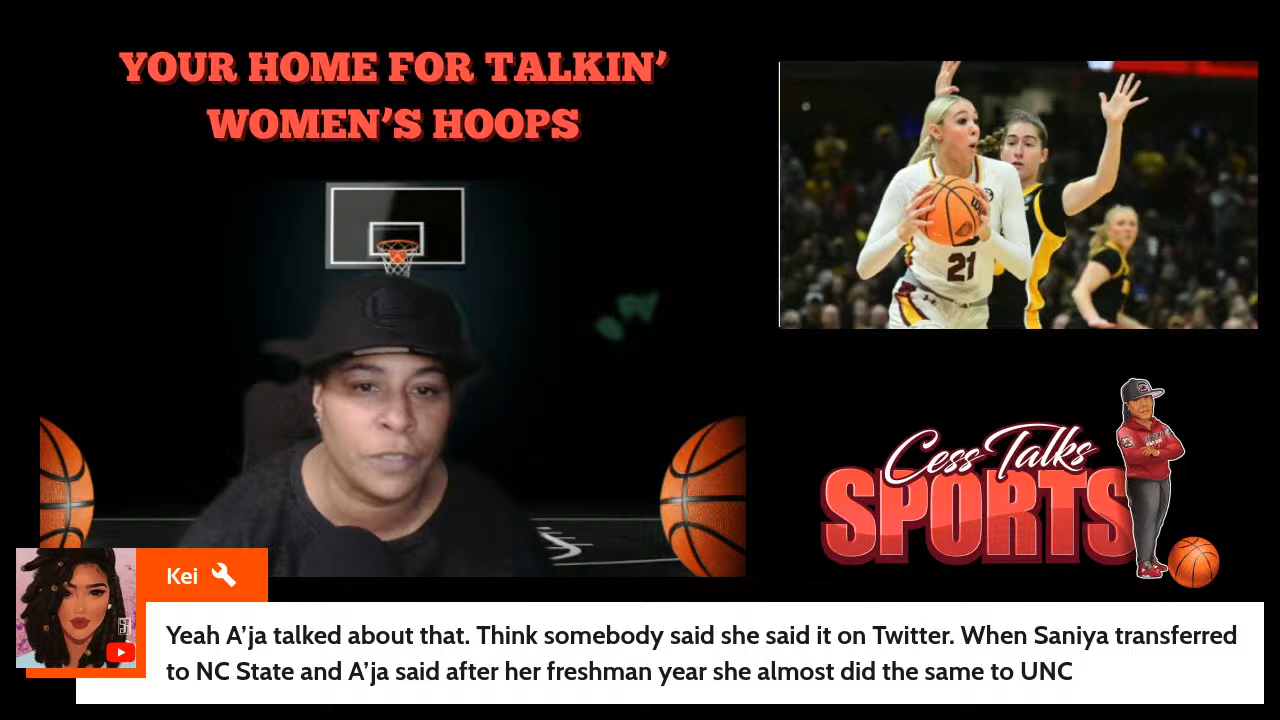 YOUR HOME FOR TALKIN'
WOMEN'S HOOPS
21
Cess Talks
SPORTS
Kei
Yeah A'ja talked about that. Think somebody said she said it on Twitter. When Saniya transferred
to NC State and A'ja said after her freshman year she almost did the same to UNC